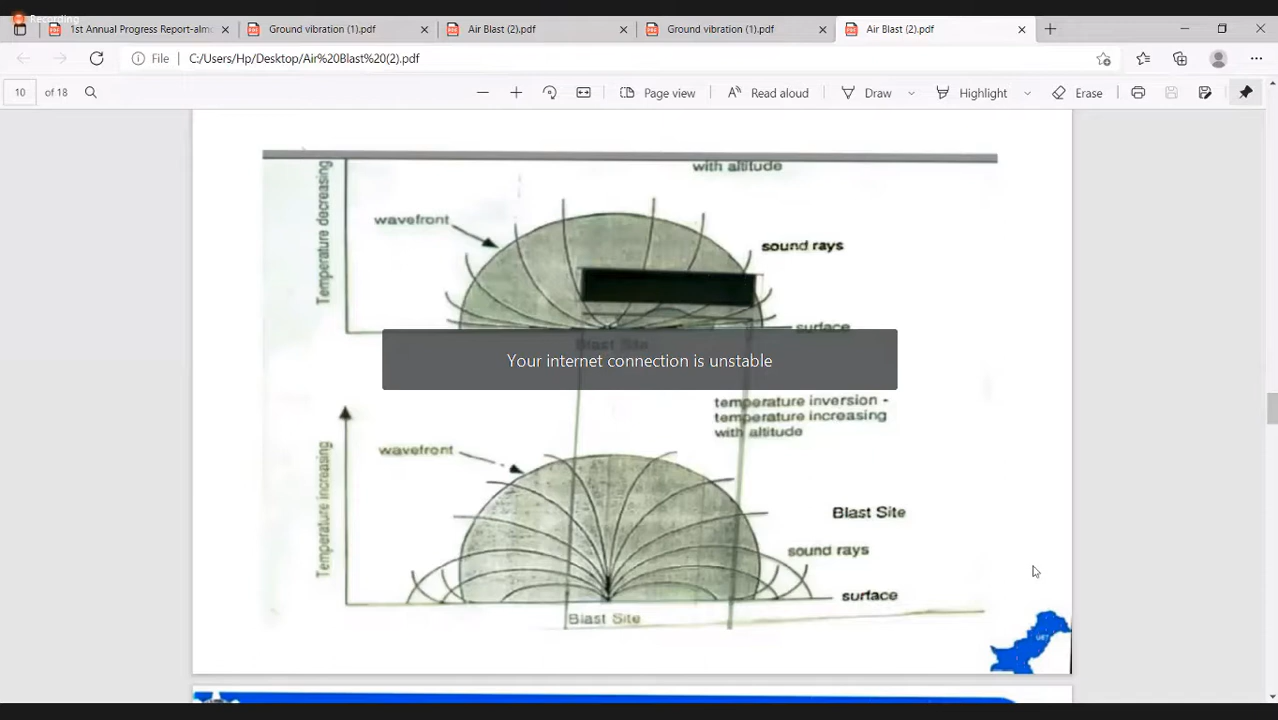 Recording
1st Annual Progress Report-almo
Ground vibration (1).pdf
Air Blast (2).pdf
Ground vibration (1).pdf
Air Blast (2).pdf
File
C:/Users/Hp/Desktop/Air%20Blast%20(2).pdf
10 of 18
Page view
Read aloud
Draw
Highlight
Erase
with altitude
Temperature decreasing
wavefront
sound rays
surface
Blast Site
Your internet connection is unstable
temperature inversion -
temperature increasing
with altitude
Temperature increasing
wavefront
Blast Site
sound rays
surface
Blast Site